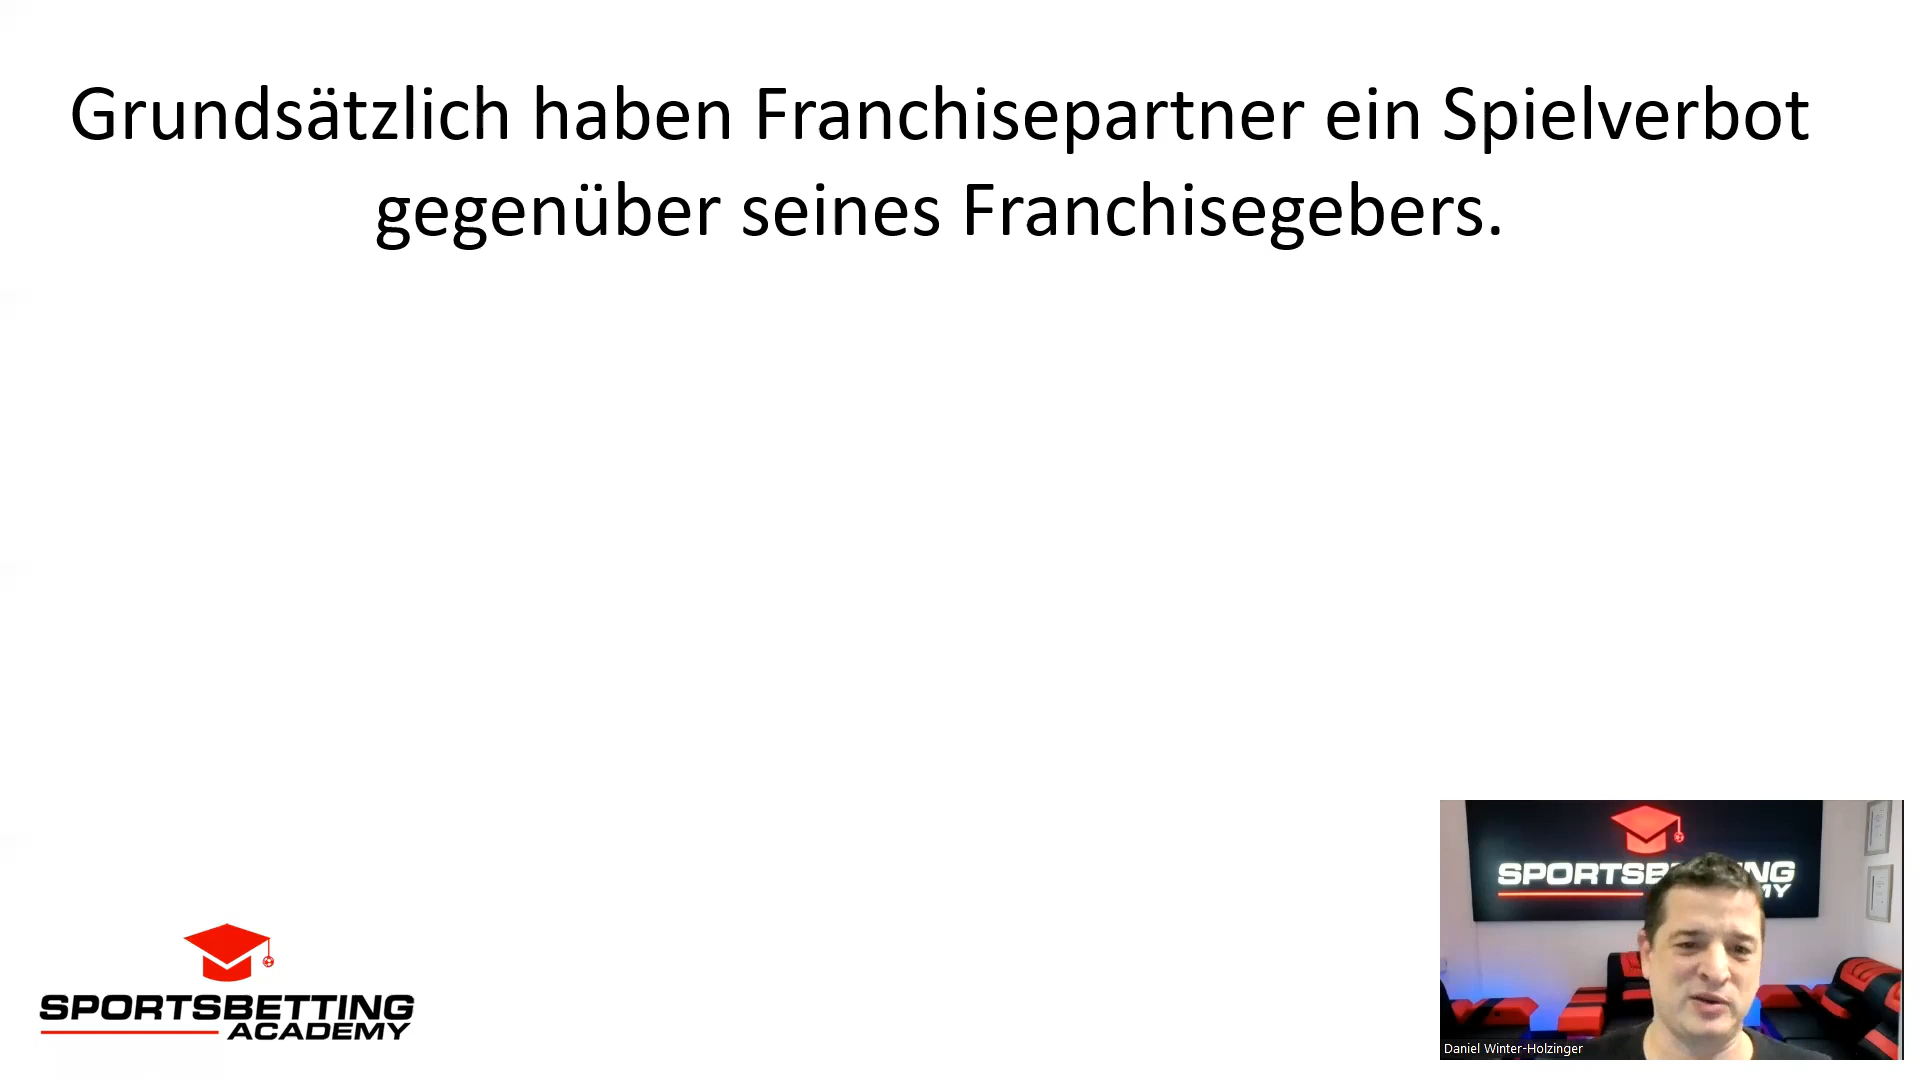 Grundsätzlich haben Franchisepartner ein Spielverbot
gegenüber seines Franchisegebers.
SPORTSBETTING
ACADEMY
Daniel Winter-Holzinger